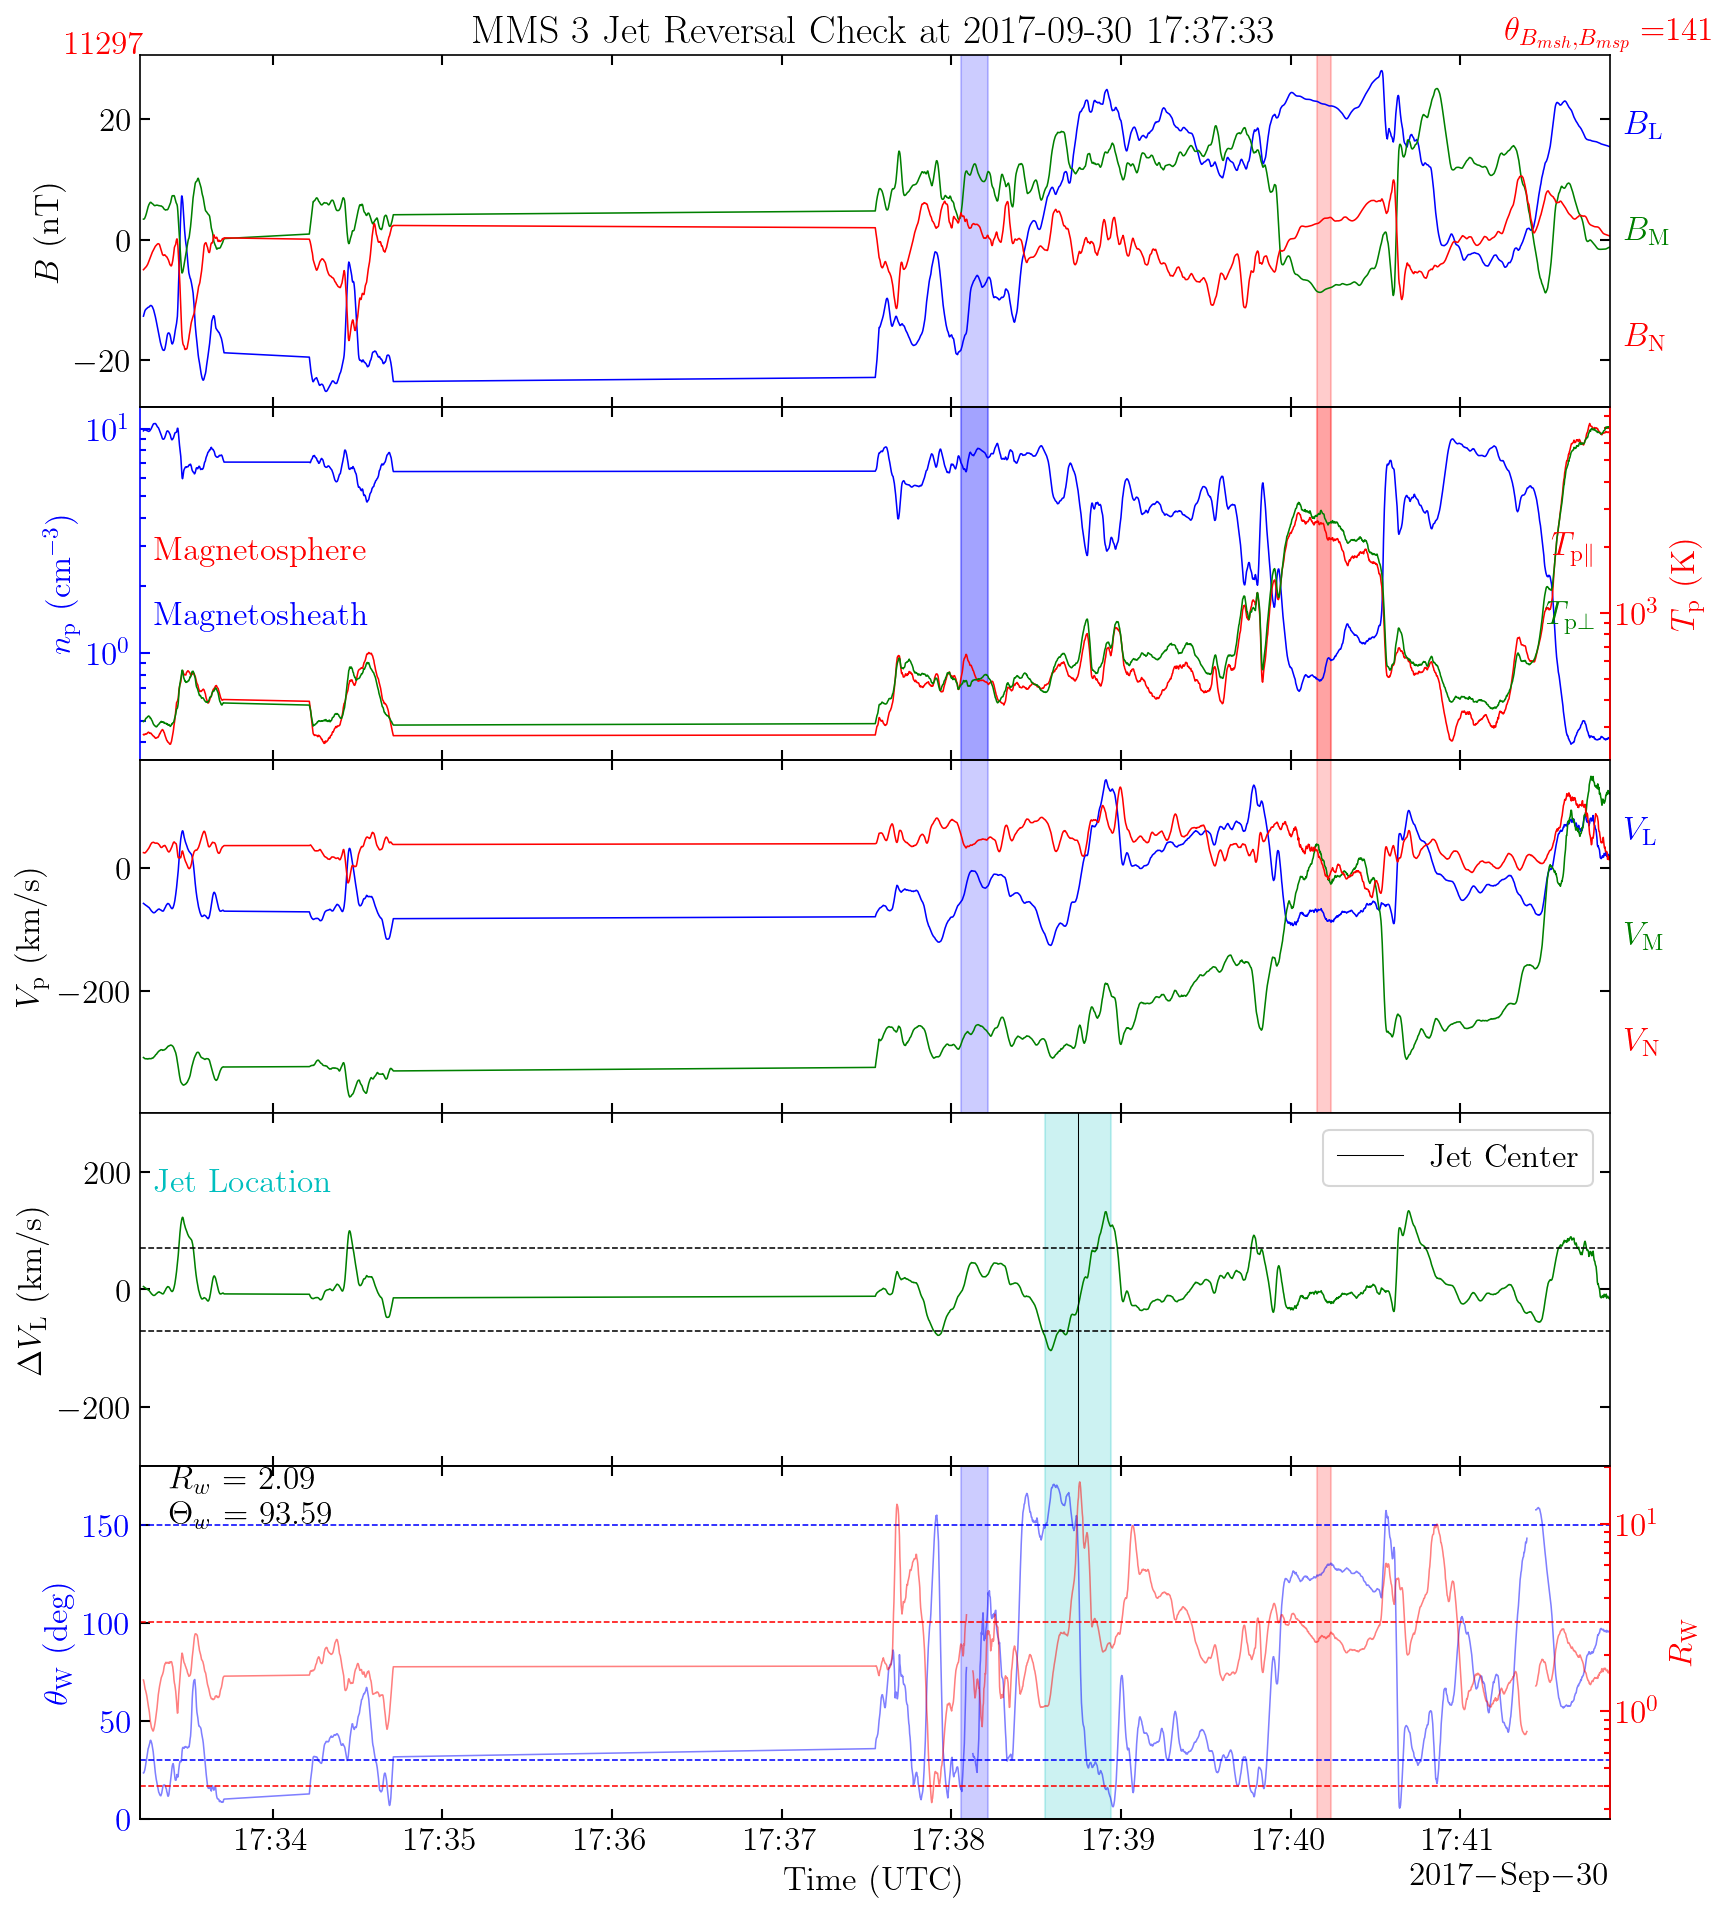 MMS 3 Jet Reversal Check at 2017-09-30 17:37:33
11297
θ_{B_{msh},B_{msp}} =141
B (nT)
20
0
−20
B_L
B_M
B_N
n_p (cm^{−3})
10^1
10^0
Magnetosphere
Magnetosheath
T_{p∥}
T_{p⊥}
10^3
T_p (K)
V_p (km/s)
0
−200
V_L
V_M
V_N
ΔV_L (km/s)
200
0
−200
Jet Location
Jet Center
R_w = 2.09
Θ_w = 93.59
θ_W (deg)
150
100
50
0
10^1
10^0
R_W
17:34 17:35 17:36 17:37 17:38 17:39 17:40 17:41
Time (UTC)
2017−Sep−30